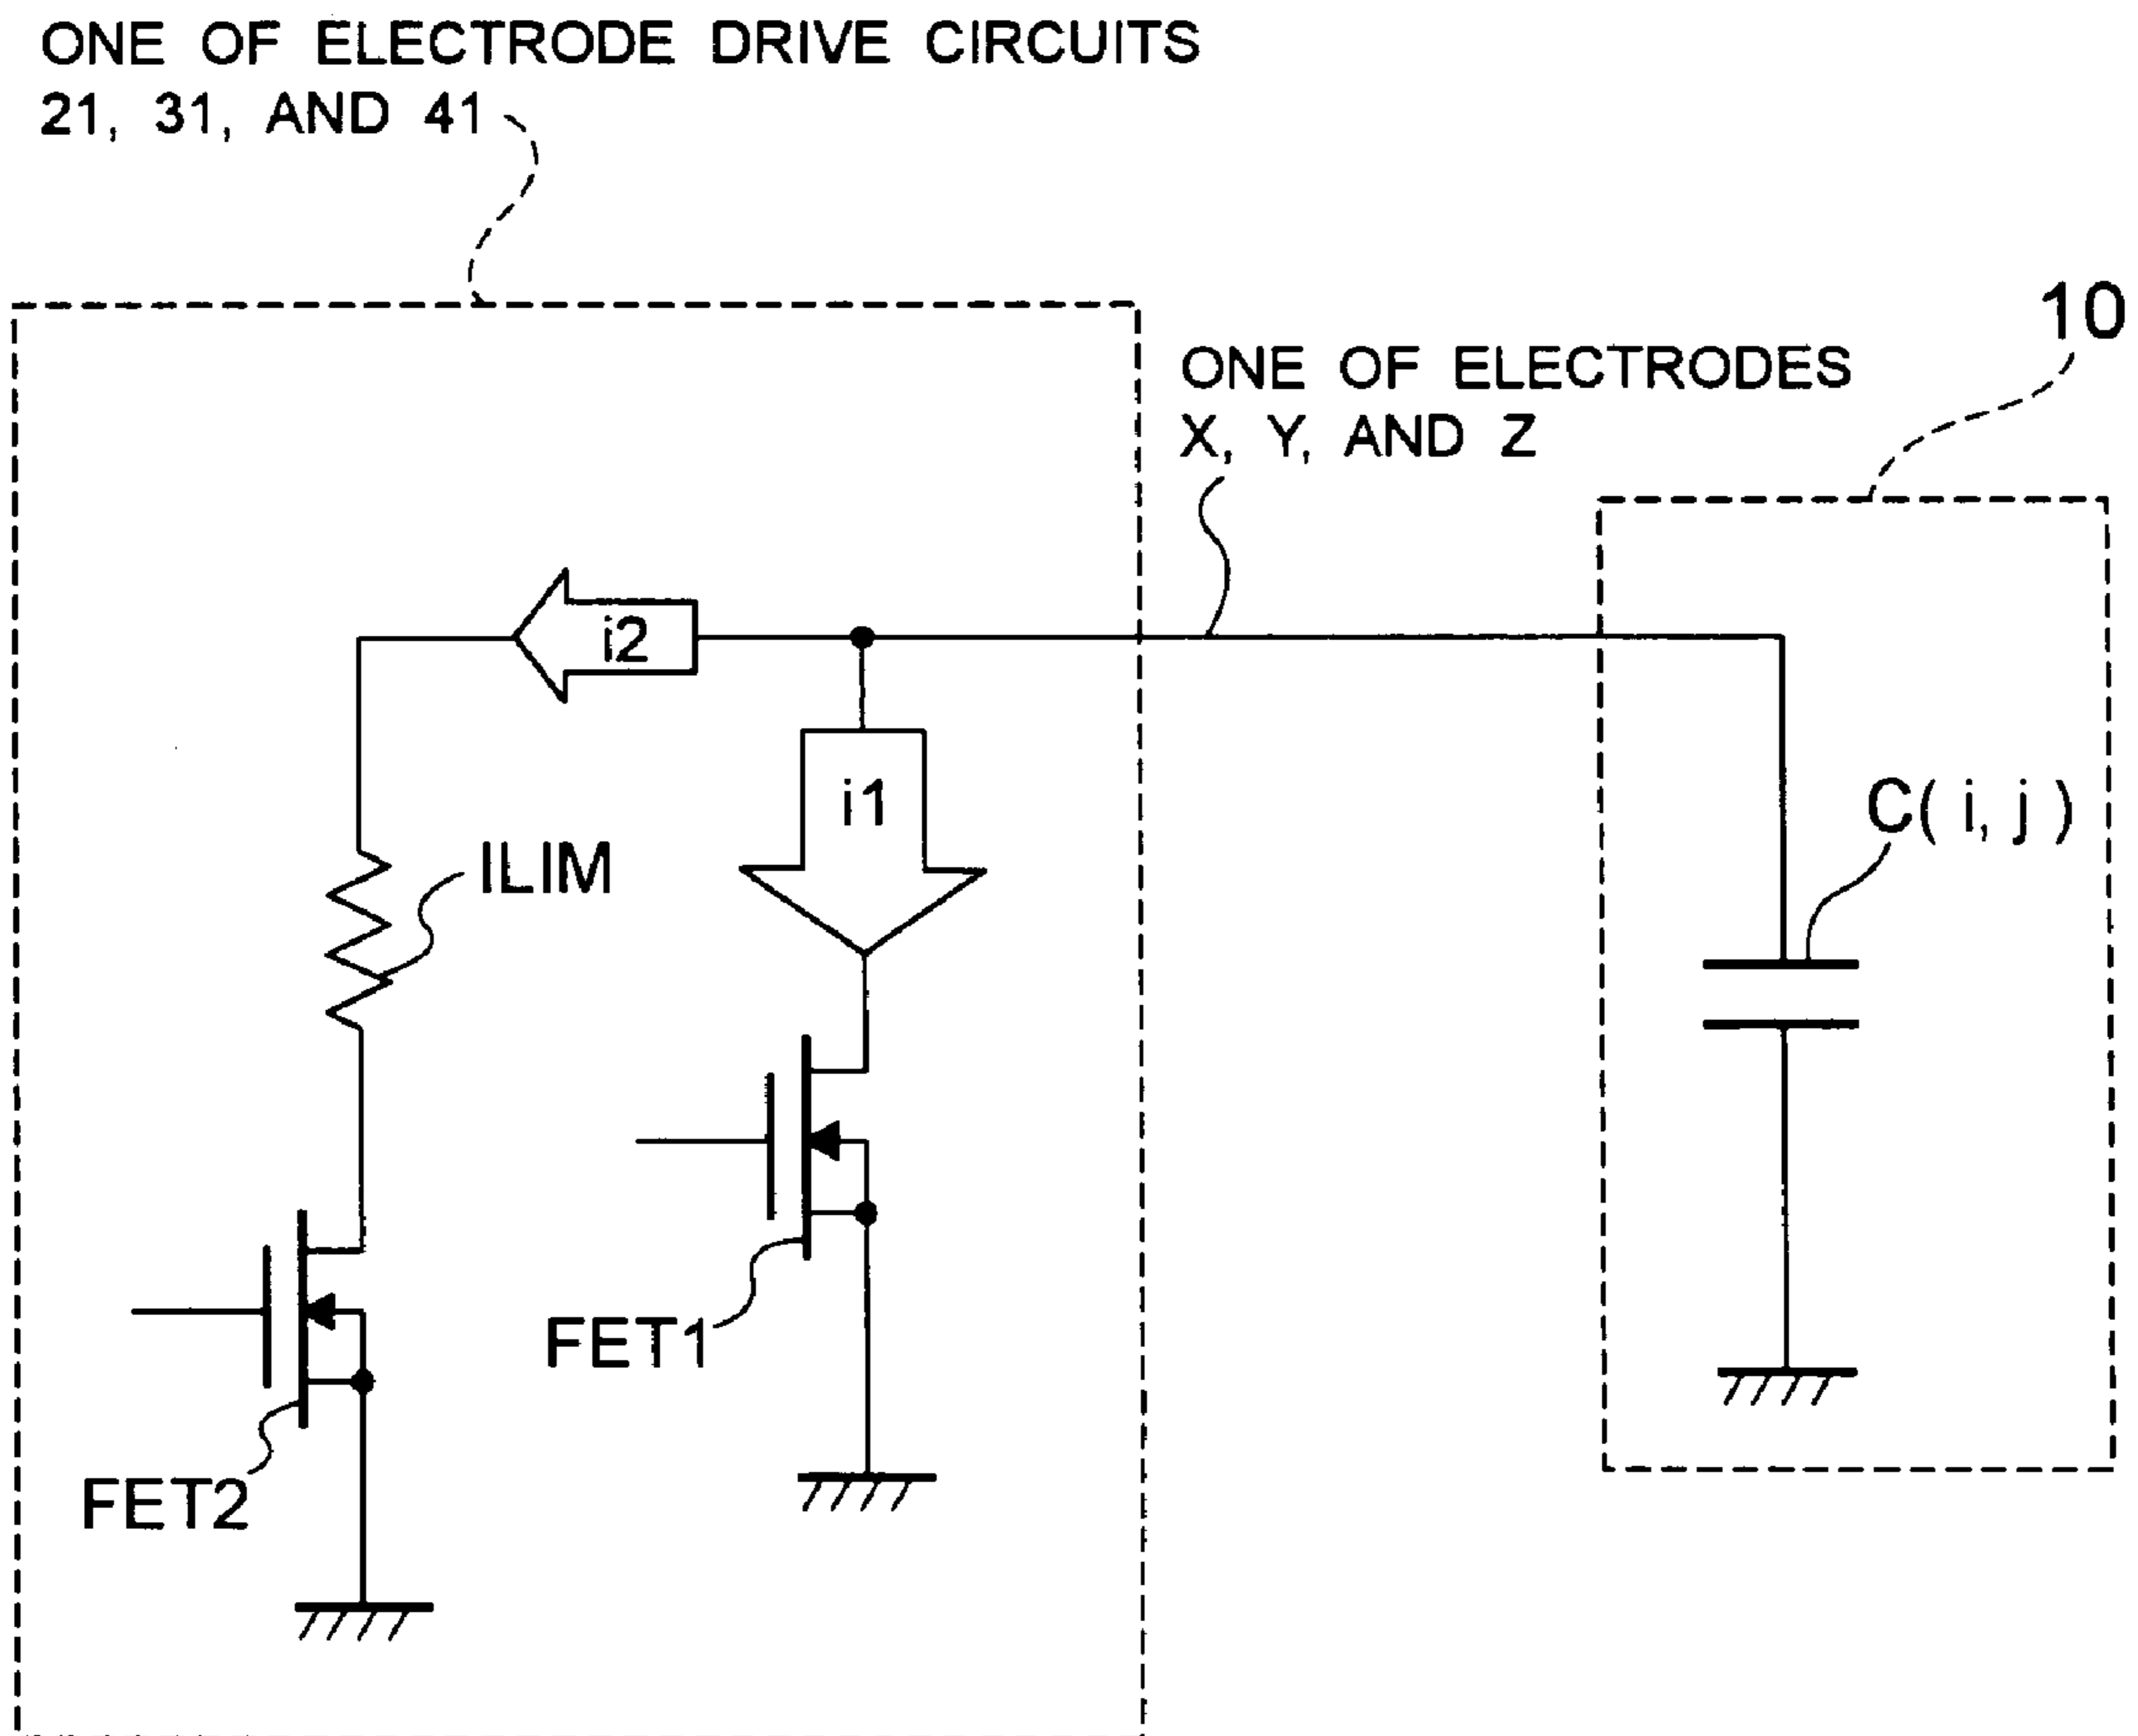 ONE OF ELECTRODE DRIVE CIRCUITS
21, 31, AND 41
10
ONE OF ELECTRODES
X, Y, AND Z
i2
i1
C( i, j )
ILIM
FET1
FET2